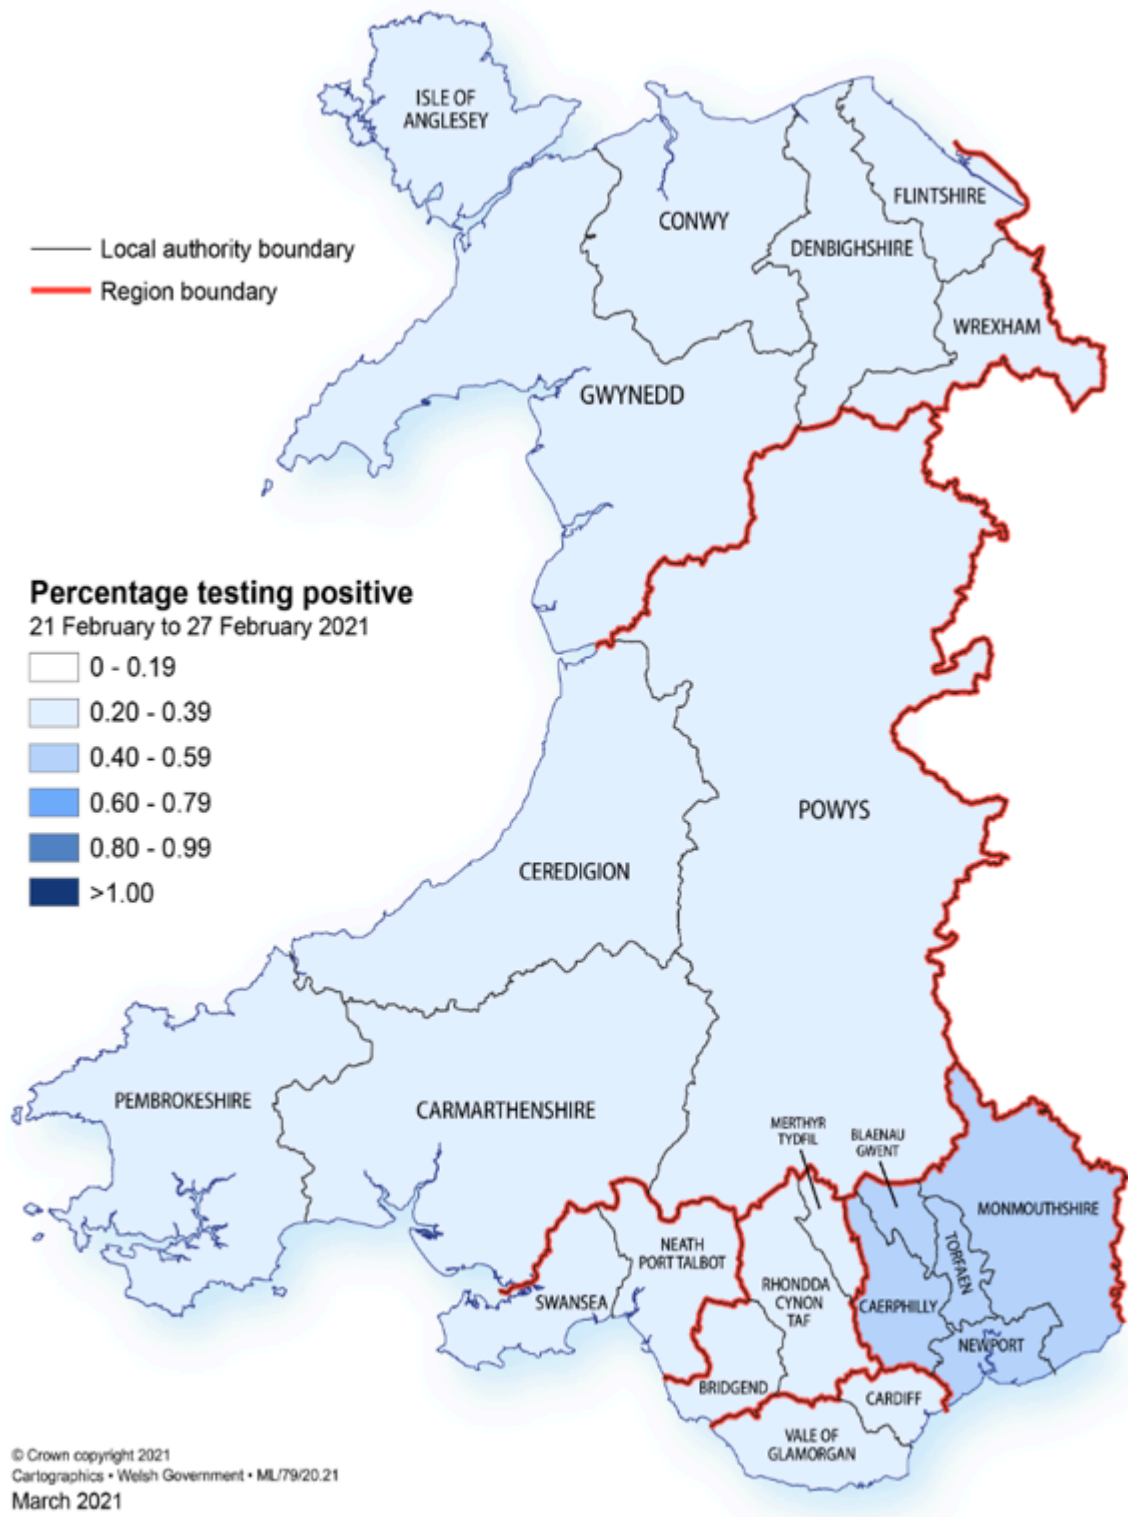 ISLE OF
ANGLESEY
FLINTSHIRE
CONWY
DENBIGHSHIRE
Local authority boundary
Region boundary
WREXHAM
GWYNEDD
Percentage testing positive
21 February to 27 February 2021
0 - 0.19
0.20 - 0.39
0.40 - 0.59
0.60 - 0.79
0.80 - 0.99
>1.00
POWYS
CEREDIGION
PEMBROKESHIRE
CARMARTHENSHIRE
MERTHYR
TYDFIL
BLAENAU
GWENT
MONMOUTHSHIRE
NEATH
PORT TALBOT
TORFAEN
RHONDDA
CYNON
TAF
SWANSEA
CAERPHILLY
NEWPORT
BRIDGEND
CARDIFF
VALE OF
GLAMORGAN
© Crown copyright 2021
Cartographics • Welsh Government • ML/79/20.21
March 2021